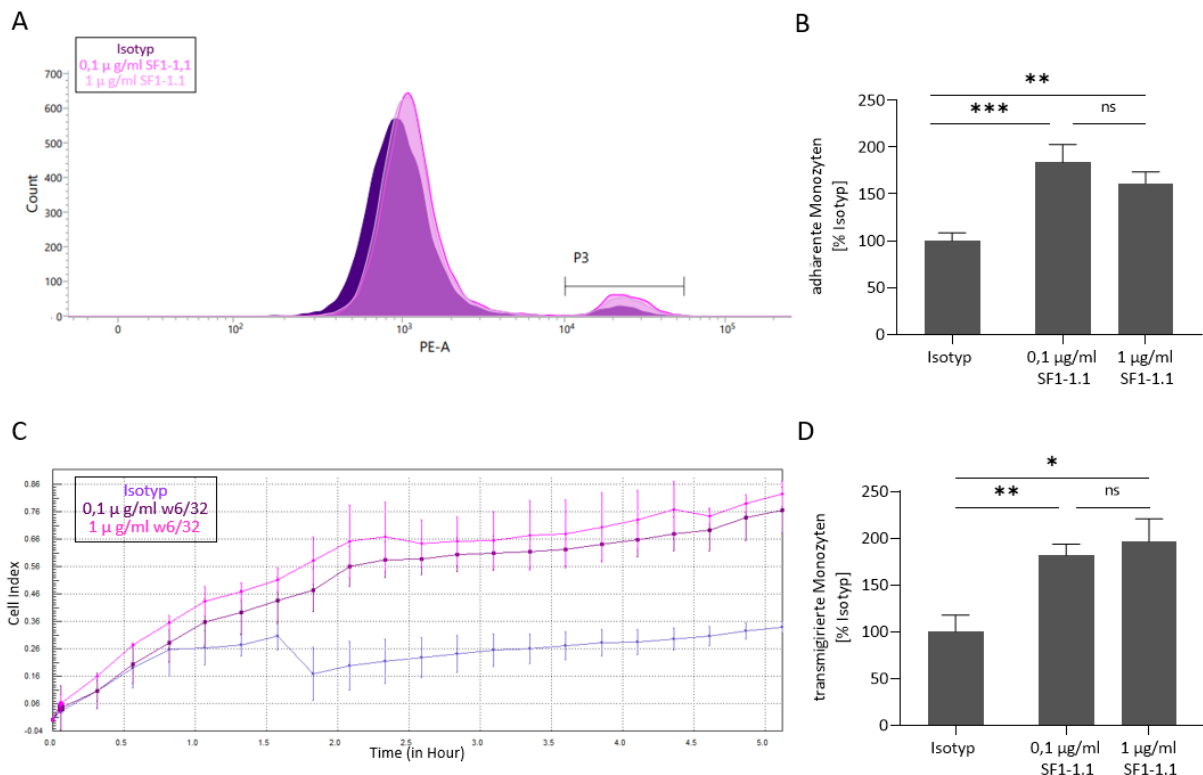 A
Isotyp
0,1 µ g/ml SF1-1,1
1 µ g/ml SF1-1.1
700
600
500
400
300
200
100
0
Count
P3
0
10²
10³
10⁴
10⁵
PE-A
B
**
***
ns
250
200
150
100
50
0
adhärente Monozyten
[% Isotyp]
Isotyp
0,1 µg/ml
SF1-1.1
1 µg/ml
SF1-1.1
C
Isotyp
0,1 µ g/ml w6/32
1 µ g/ml w6/32
0.86
0.76
0.66
0.56
0.46
0.36
0.26
0.16
0.06
-0.04
Cell Index
0.0
0.5
1.0
1.5
2.0
2.5
3.0
3.5
4.0
4.5
5.0
Time (in Hour)
D
*
**
ns
250
200
150
100
50
0
transmigirierte Monozyten
[% Isotyp]
Isotyp
0,1 µg/ml
SF1-1.1
1 µg/ml
SF1-1.1